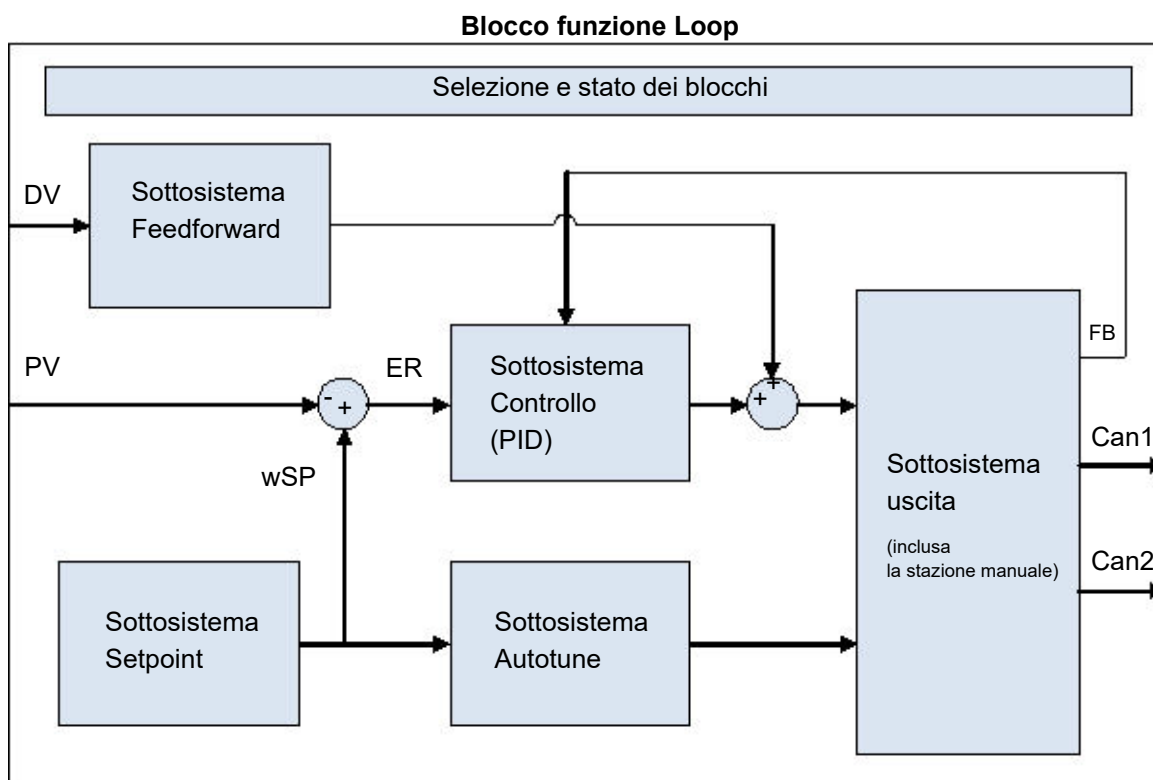 Blocco funzione Loop
Selezione e stato dei blocchi
DV
Sottosistema
Feedforward
FB
PV
ER
Sottosistema
Controllo
(PID)
-
+
+
+
wSP
Can1
Sottosistema
uscita
(inclusa
la stazione manuale)
Can2
Sottosistema
Setpoint
Sottosistema
Autotune